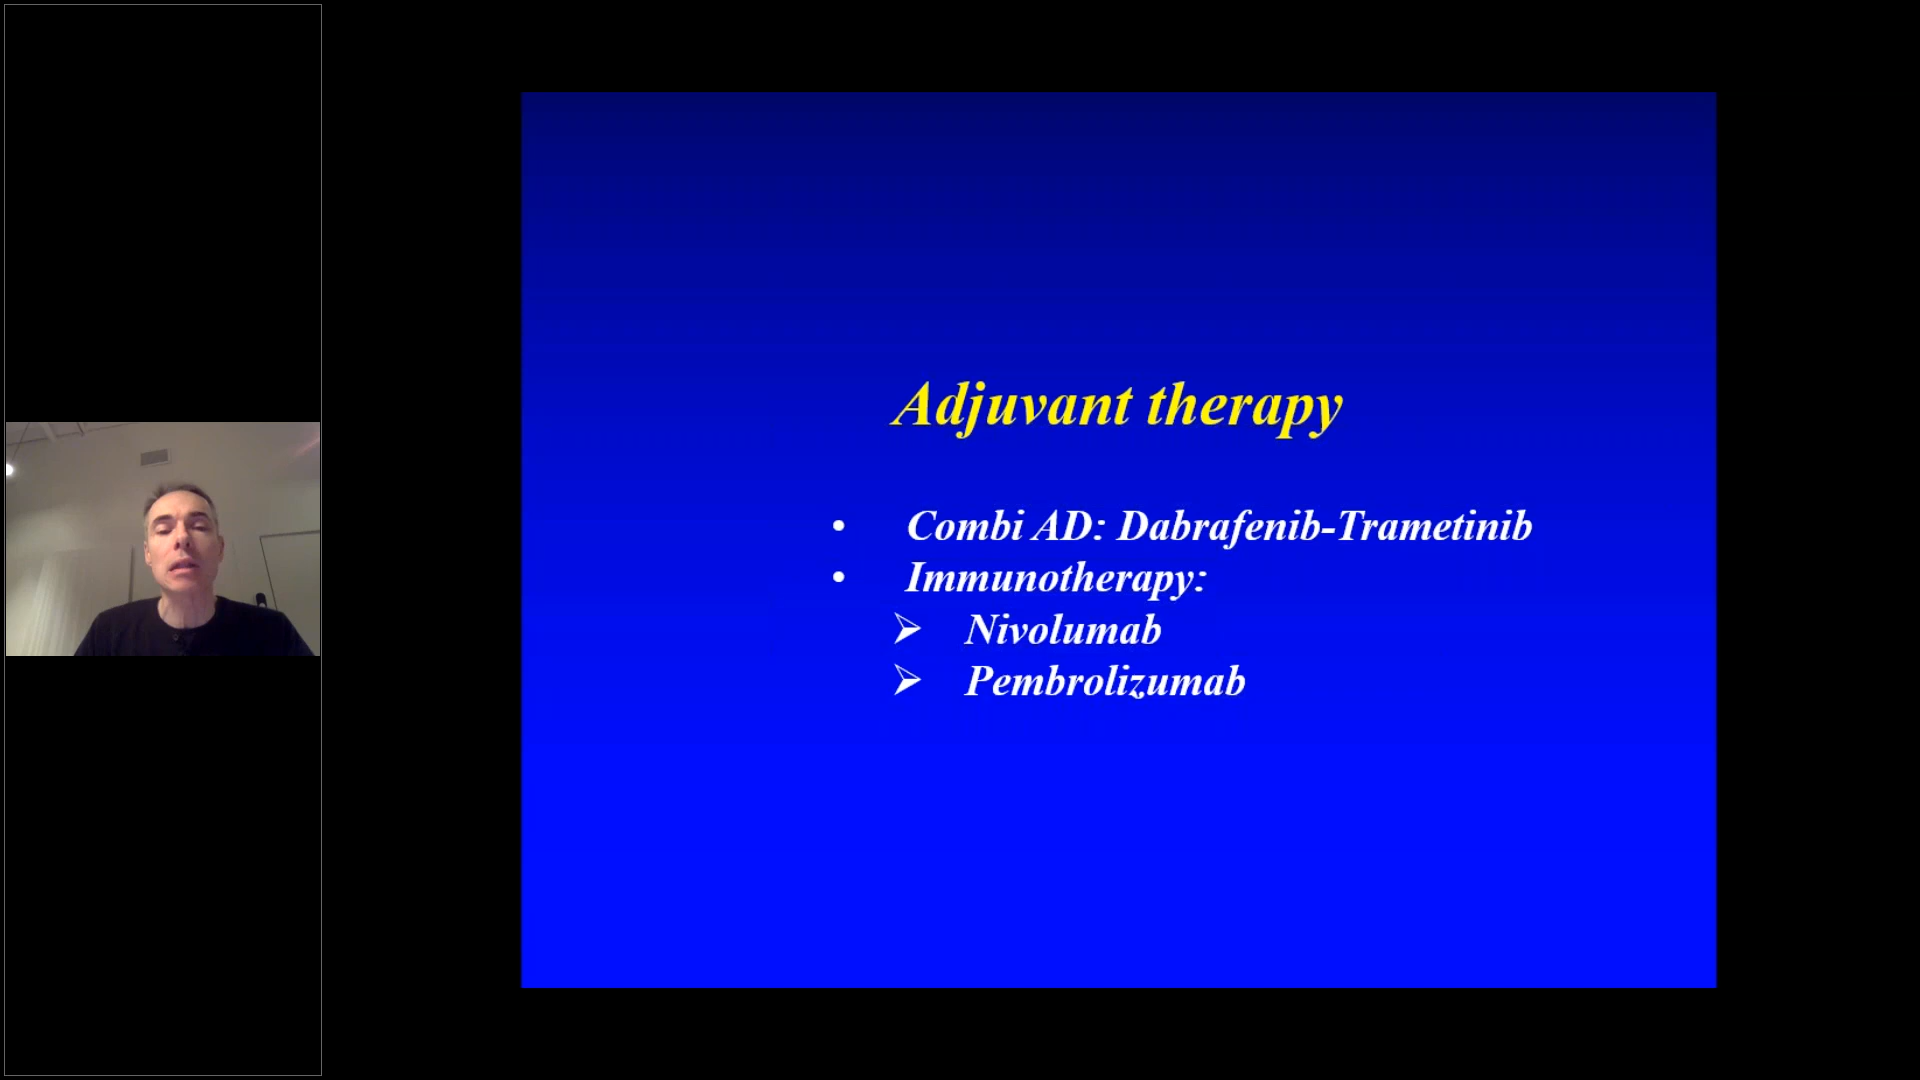 Adjuvant therapy
• Combi AD: Dabrafenib-Trametinib
• Immunotherapy:
➢ Nivolumab
➢ Pembrolizumab